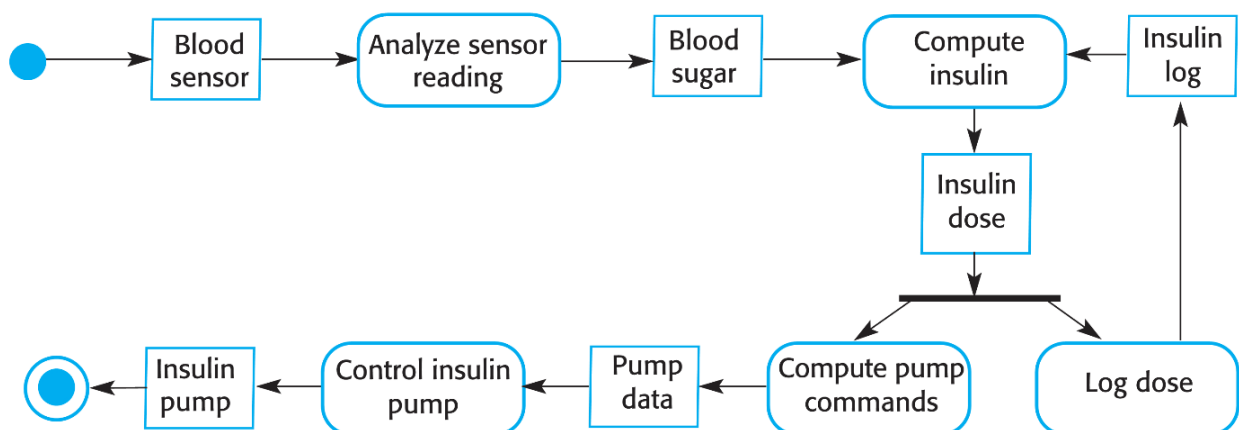 Blood
sensor
Analyze sensor
reading
Blood
sugar
Compute
insulin
Insulin
log
Insulin
dose
Insulin
pump
Control insulin
pump
Pump
data
Compute pump
commands
Log dose